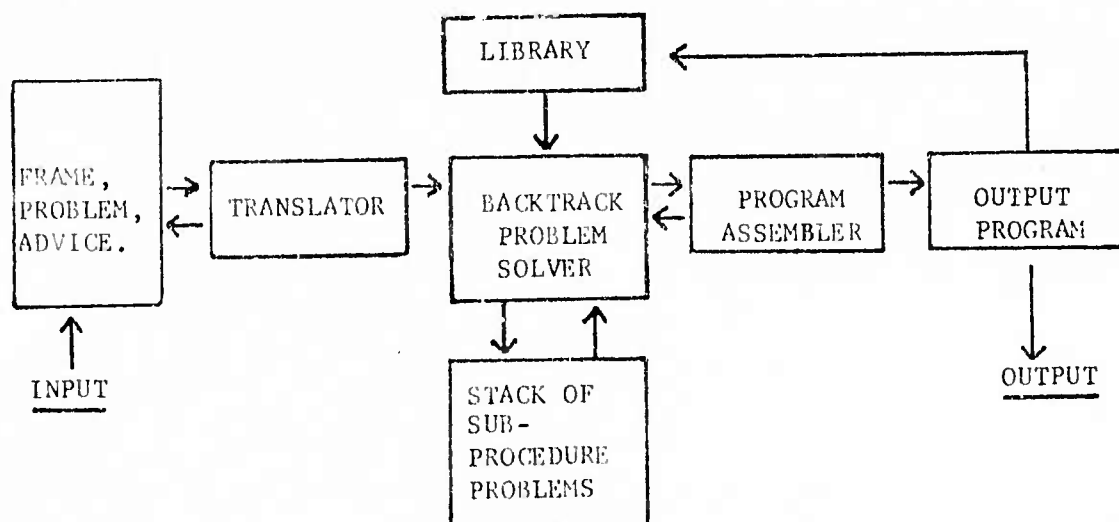 LIBRARY
FRAME,
PROBLEM,
ADVICE.
TRANSLATOR
BACKTRACK
PROBLEM
SOLVER
PROGRAM
ASSEMBLER
OUTPUT
PROGRAM
INPUT
STACK OF
SUB-
PROCEDURE
PROBLEMS
OUTPUT